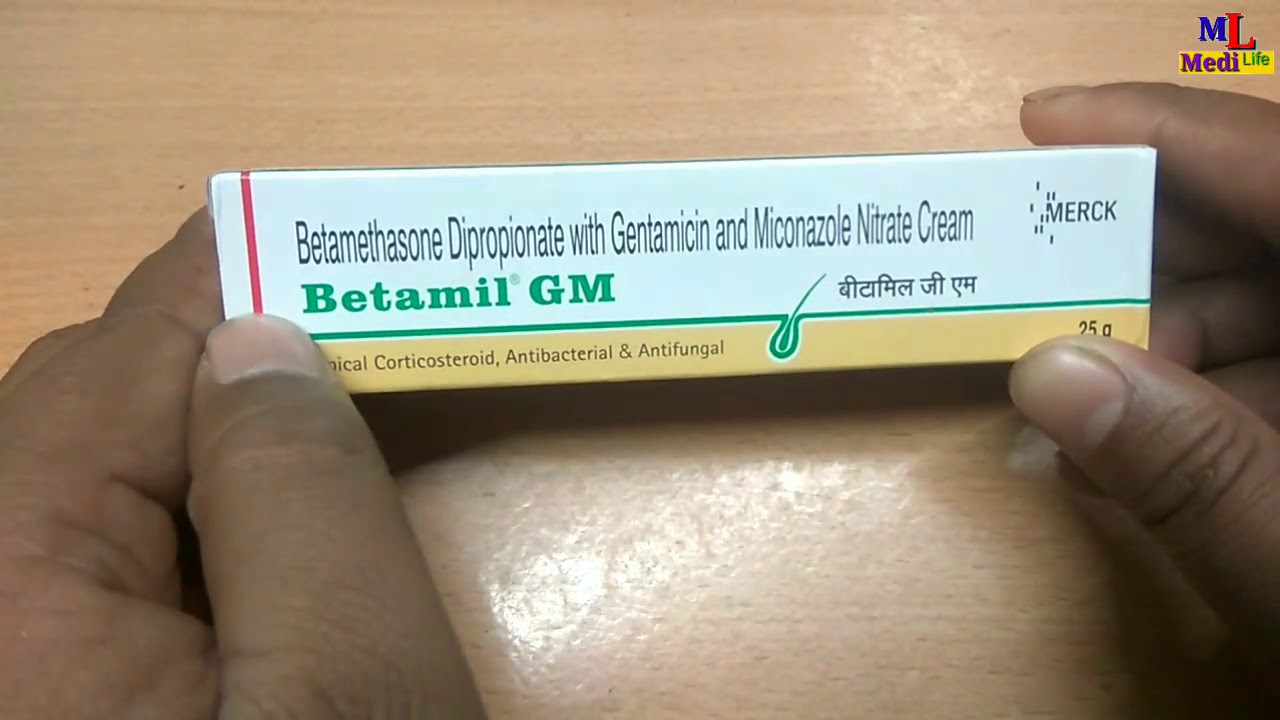 ML
Medi Life
Betamethasone Dipropionate with Gentamicin and Miconazole Nitrate Cream
MERCK
Betamil® GM
बीटामिल जी एम
Corticosteroid, Antibacterial & Antifungal
25 g